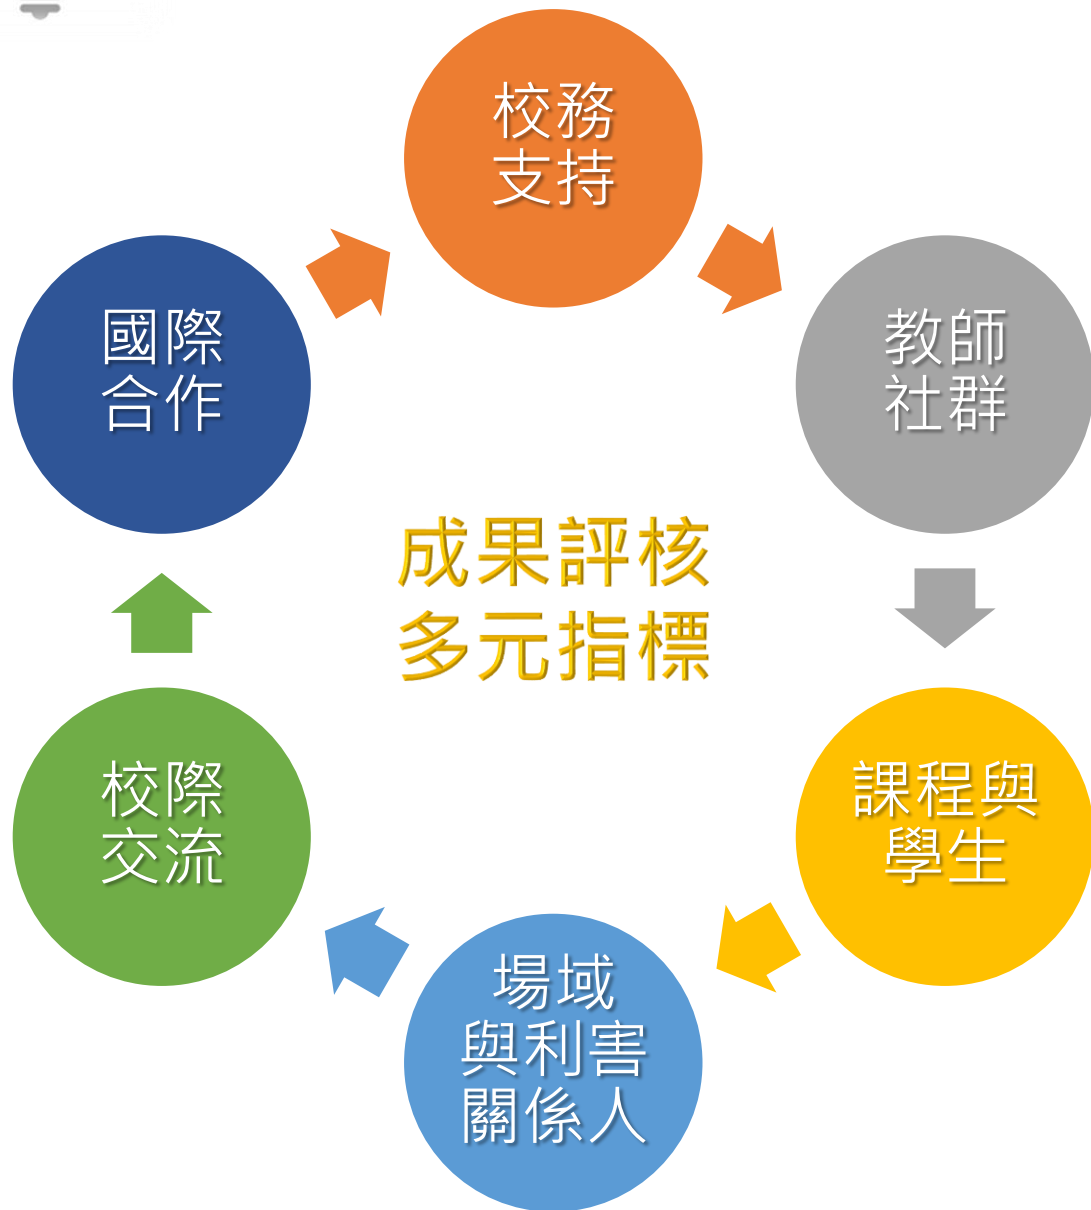 校務
支持
教師
社群
課程與
學生
場域
與利害
關係人
校際
交流
國際
合作
成果評核
多元指標